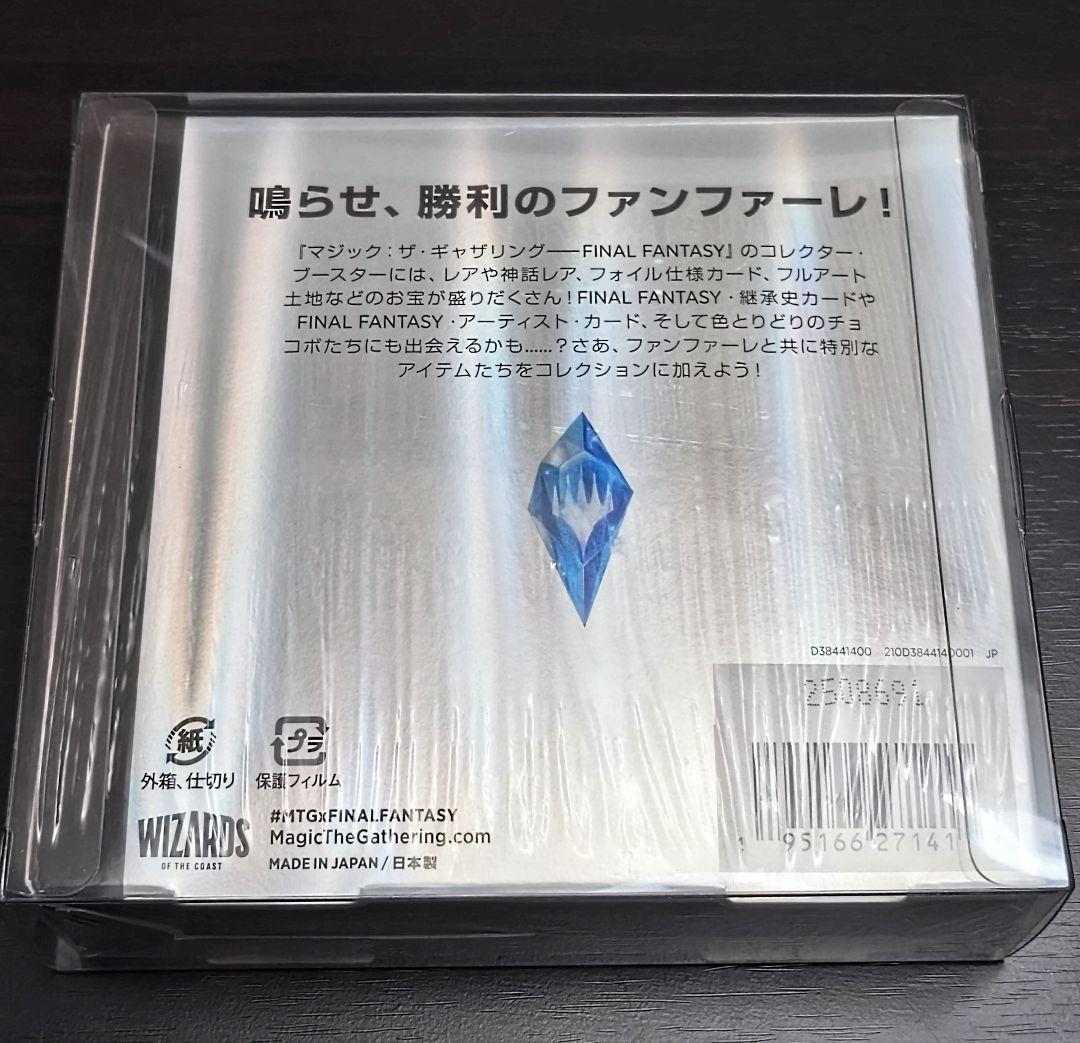 鳴らせ、勝利のファンファーレ！
『マジック：ザ・ギャザリング——FINAL FANTASY』のコレクター・
ブースターには、レアや神話レア、フォイル仕様カード、フルアート
土地などのお宝が盛りだくさん！FINAL FANTASY・継承史カードや
FINAL FANTASY・アーティスト・カード、そして色とりどりのチョ
コボたちにも出会えるかも……？さあ、ファンファーレと共に特別な
アイテムたちをコレクションに加えよう！
D38441400 210D3844140001 JP
2508691
紙
プラ
外箱、仕切り
保護フィルム
WIZARDS
OF THE COAST
#MTGxFINALFANTASY
MagicTheGathering.com
MADE IN JAPAN / 日本製
1 95166 27141